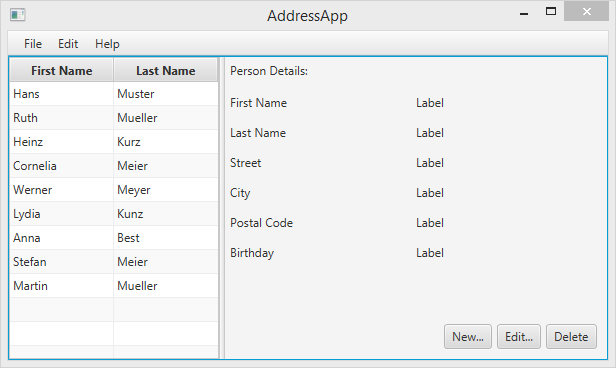 AddressApp
File Edit Help
First Name Last Name
Hans Muster
Ruth Mueller
Heinz Kurz
Cornelia Meier
Werner Meyer
Lydia Kunz
Anna Best
Stefan Meier
Martin Mueller
Person Details:
First Name Label
Last Name Label
Street Label
City Label
Postal Code Label
Birthday Label
New... Edit... Delete